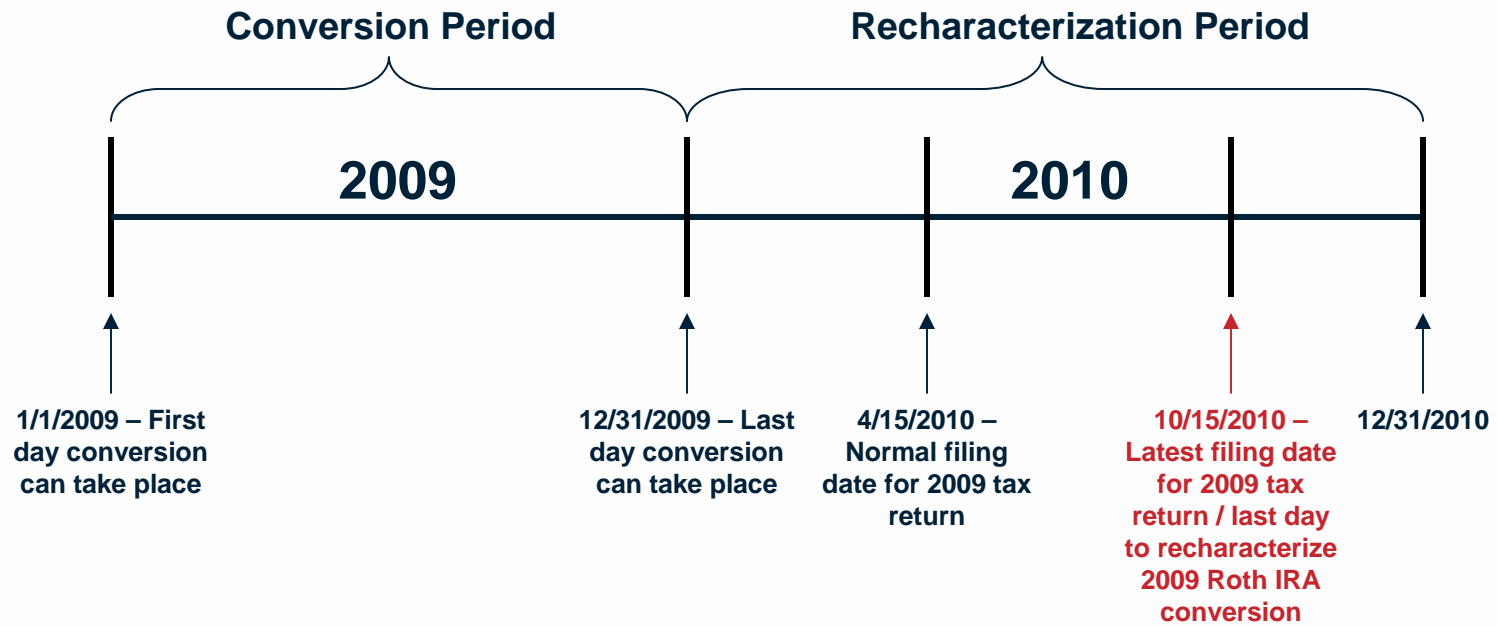 Conversion Period
Recharacterization Period
2009
2010
1/1/2009 – First
day conversion
can take place
12/31/2009 – Last
day conversion
can take place
4/15/2010 –
Normal filing
date for 2009 tax
return
10/15/2010 –
Latest filing date
for 2009 tax
return / last day
to recharacterize
2009 Roth IRA
conversion
12/31/2010